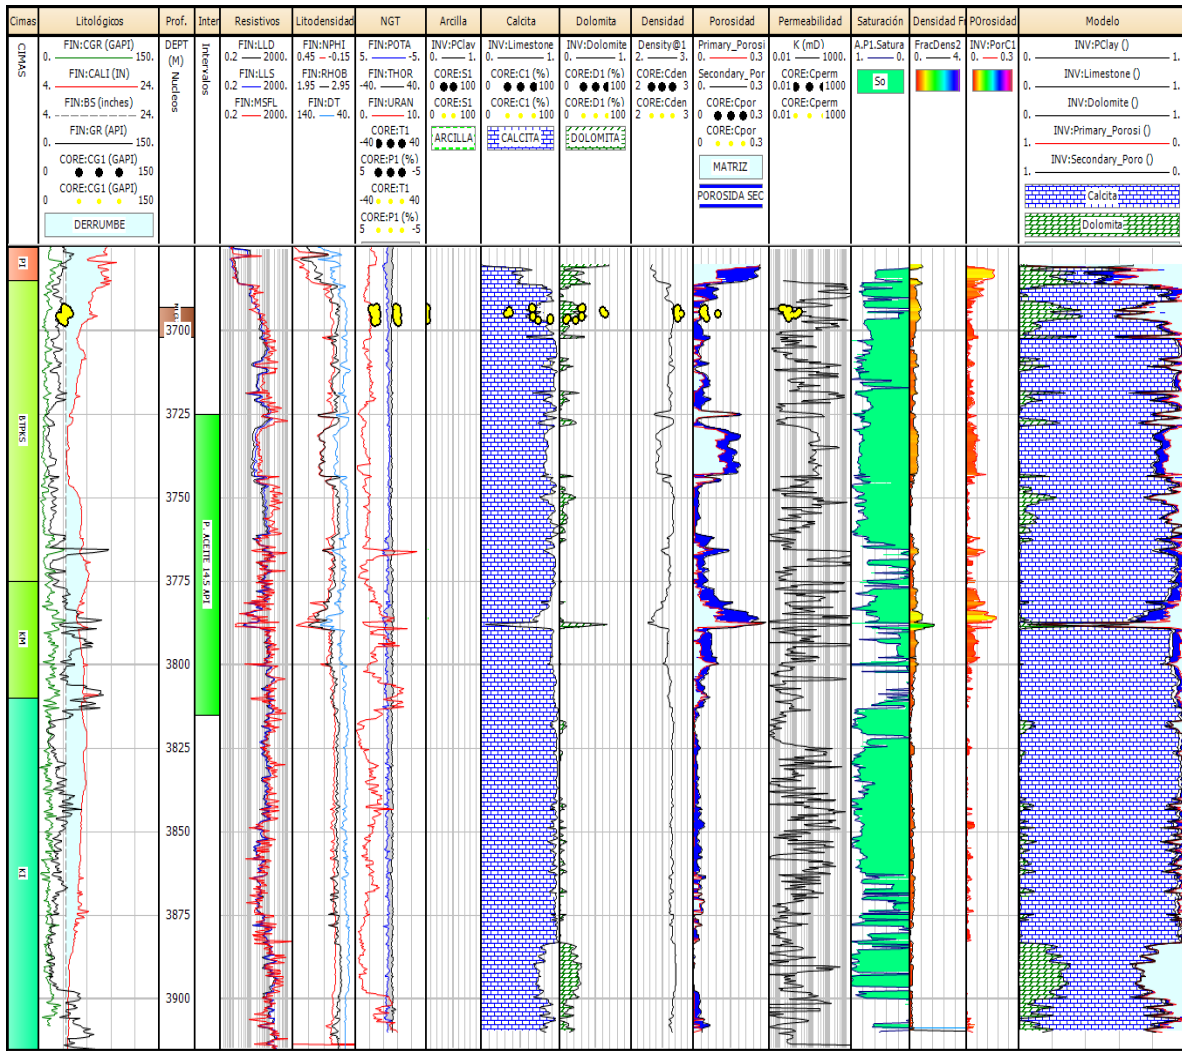 Cimas
Litológicos
Prof.
Inter
Resistivos
Litodensidad
NGT
Arcilla
Calcita
Dolomita
Densidad
Porosidad
Permeabilidad
Saturación
Densidad Fr
POrosidad
Modelo
CIMAS
FIN:CGR (GAPI)
0. 150.
FIN:CALI (IN)
4. 24.
FIN:BS (inches)
4. 24.
FIN:GR (API)
0. 150.
CORE:CG1 (GAPI)
0 150
CORE:CG1 (GAPI)
0 150
DERRUMBE
DEPT
(M)
Nucleos
Intervalos
FIN:LLD
0.2 2000.
FIN:LLS
0.2 2000.
FIN:MSFL
0.2 2000.
FIN:NPHI
0.45 -0.15
FIN:RHOB
1.95 2.95
FIN:DT
140. 40.
FIN:POTA
5. -5.
FIN:THOR
-40. 40.
FIN:URAN
0. 10.
CORE:T1
-40 40
CORE:P1 (%)
5 -5
CORE:T1
-40 40
CORE:P1 (%)
5 -5
INV:PClay
0. 1.
CORE:S1
0 100
CORE:S1
0 100
ARCILLA
INV:Limestone
0. 1.
CORE:C1 (%)
0 100
CORE:C1 (%)
0 100
CALCITA
INV:Dolomite
0. 1.
CORE:D1 (%)
0 100
CORE:D1 (%)
0 100
DOLOMITA
Density@1
2. 3.
CORE:Cden
2 3
CORE:Cden
2 3
Primary_Porosi
0. 0.3
Secondary_Por
0. 0.3
CORE:Cpor
0 0.3
CORE:Cpor
0 0.3
MATRIZ
POROSIDA SEC
K (mD)
0.01 1000.
CORE:Cperm
0.01 1000
CORE:Cperm
0.01 1000
A.P1.Satura
1. 0.
So
FracDens2
0. 4.
INV:PorC1
0. 0.3
INV:PClay ()
0. 1.
INV:Limestone ()
0. 1.
INV:Dolomite ()
0. 1.
INV:Primary_Porosi ()
1. 0.
INV:Secondary_Poro ()
1. 0.
Calcita
Dolomita
PI
BTPKS
KM
KI
3700
3725
3750
3775
3800
3825
3850
3875
3900
P. ACEITE 14.5 API